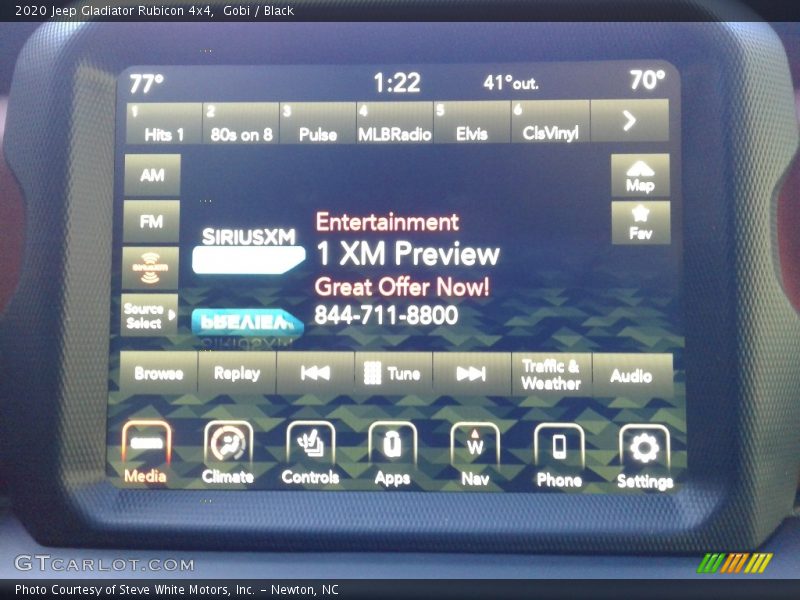 2020 Jeep Gladiator Rubicon 4x4, Gobi / Black
77° 1:22 41°out. 70°
1 Hits 1 2 80s on 8 3 Pulse 4 MLBRadio 5 Elvis 6 ClsVinyl
AM
Map
FM
Fav
SIRIUSXM
Entertainment
1 XM Preview
siriusxm
Great Offer Now!
Source Select
844-711-8800
Browse Replay Tune Traffic & Weather Audio
W
Media Climate Controls Apps Nav Phone Settings
GTCARLOT.COM
Photo Courtesy of Steve White Motors, Inc. - Newton, NC